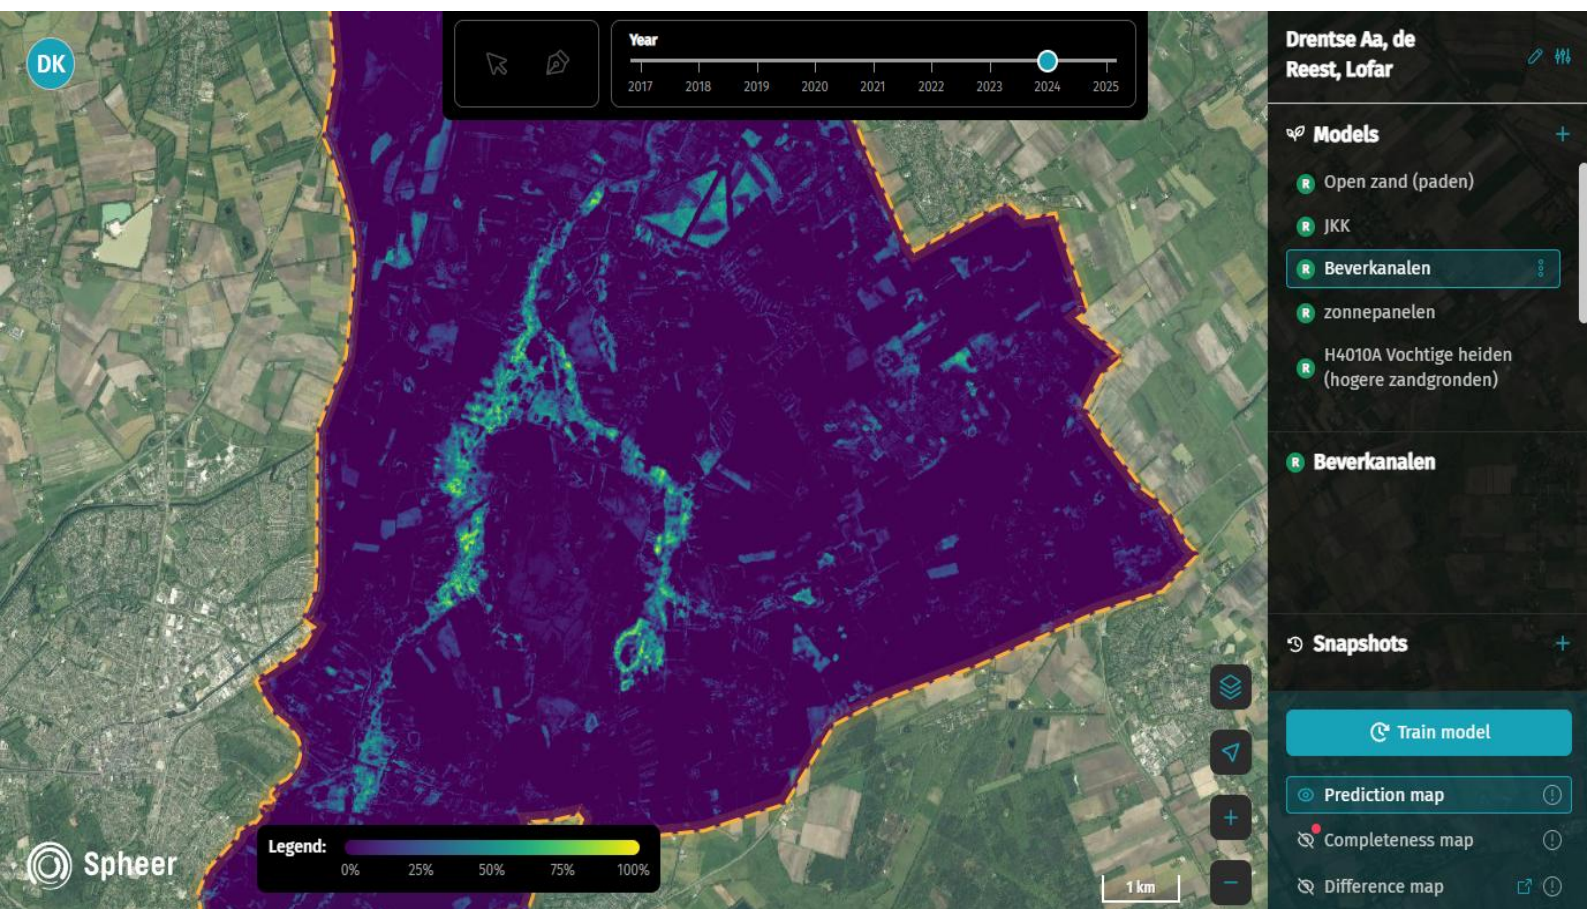 DK
Year
2017 2018 2019 2020 2021 2022 2023 2024 2025
Drentse Aa, de
Reest, Lofar
Models
R Open zand (paden)
R JKK
R Beverkanalen
R zonnepanelen
R H4010A Vochtige heiden
(hogere zandgronden)
R Beverkanalen
Snapshots
Train model
Prediction map
Completeness map
Difference map
Spheer
Legend:
0% 25% 50% 75% 100%
1 km